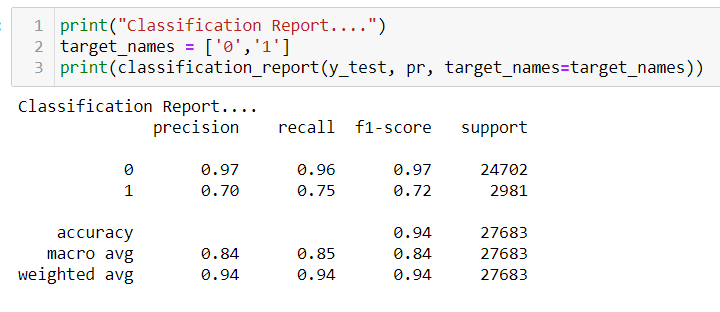 1 print("Classification Report....")
2 target_names = ['0','1']
3 print(classification_report(y_test, pr, target_names=target_names))
Classification Report....
precision recall f1-score support
0 0.97 0.96 0.97 24702
1 0.70 0.75 0.72 2981
accuracy 0.94 27683
macro avg 0.84 0.85 0.84 27683
weighted avg 0.94 0.94 0.94 27683